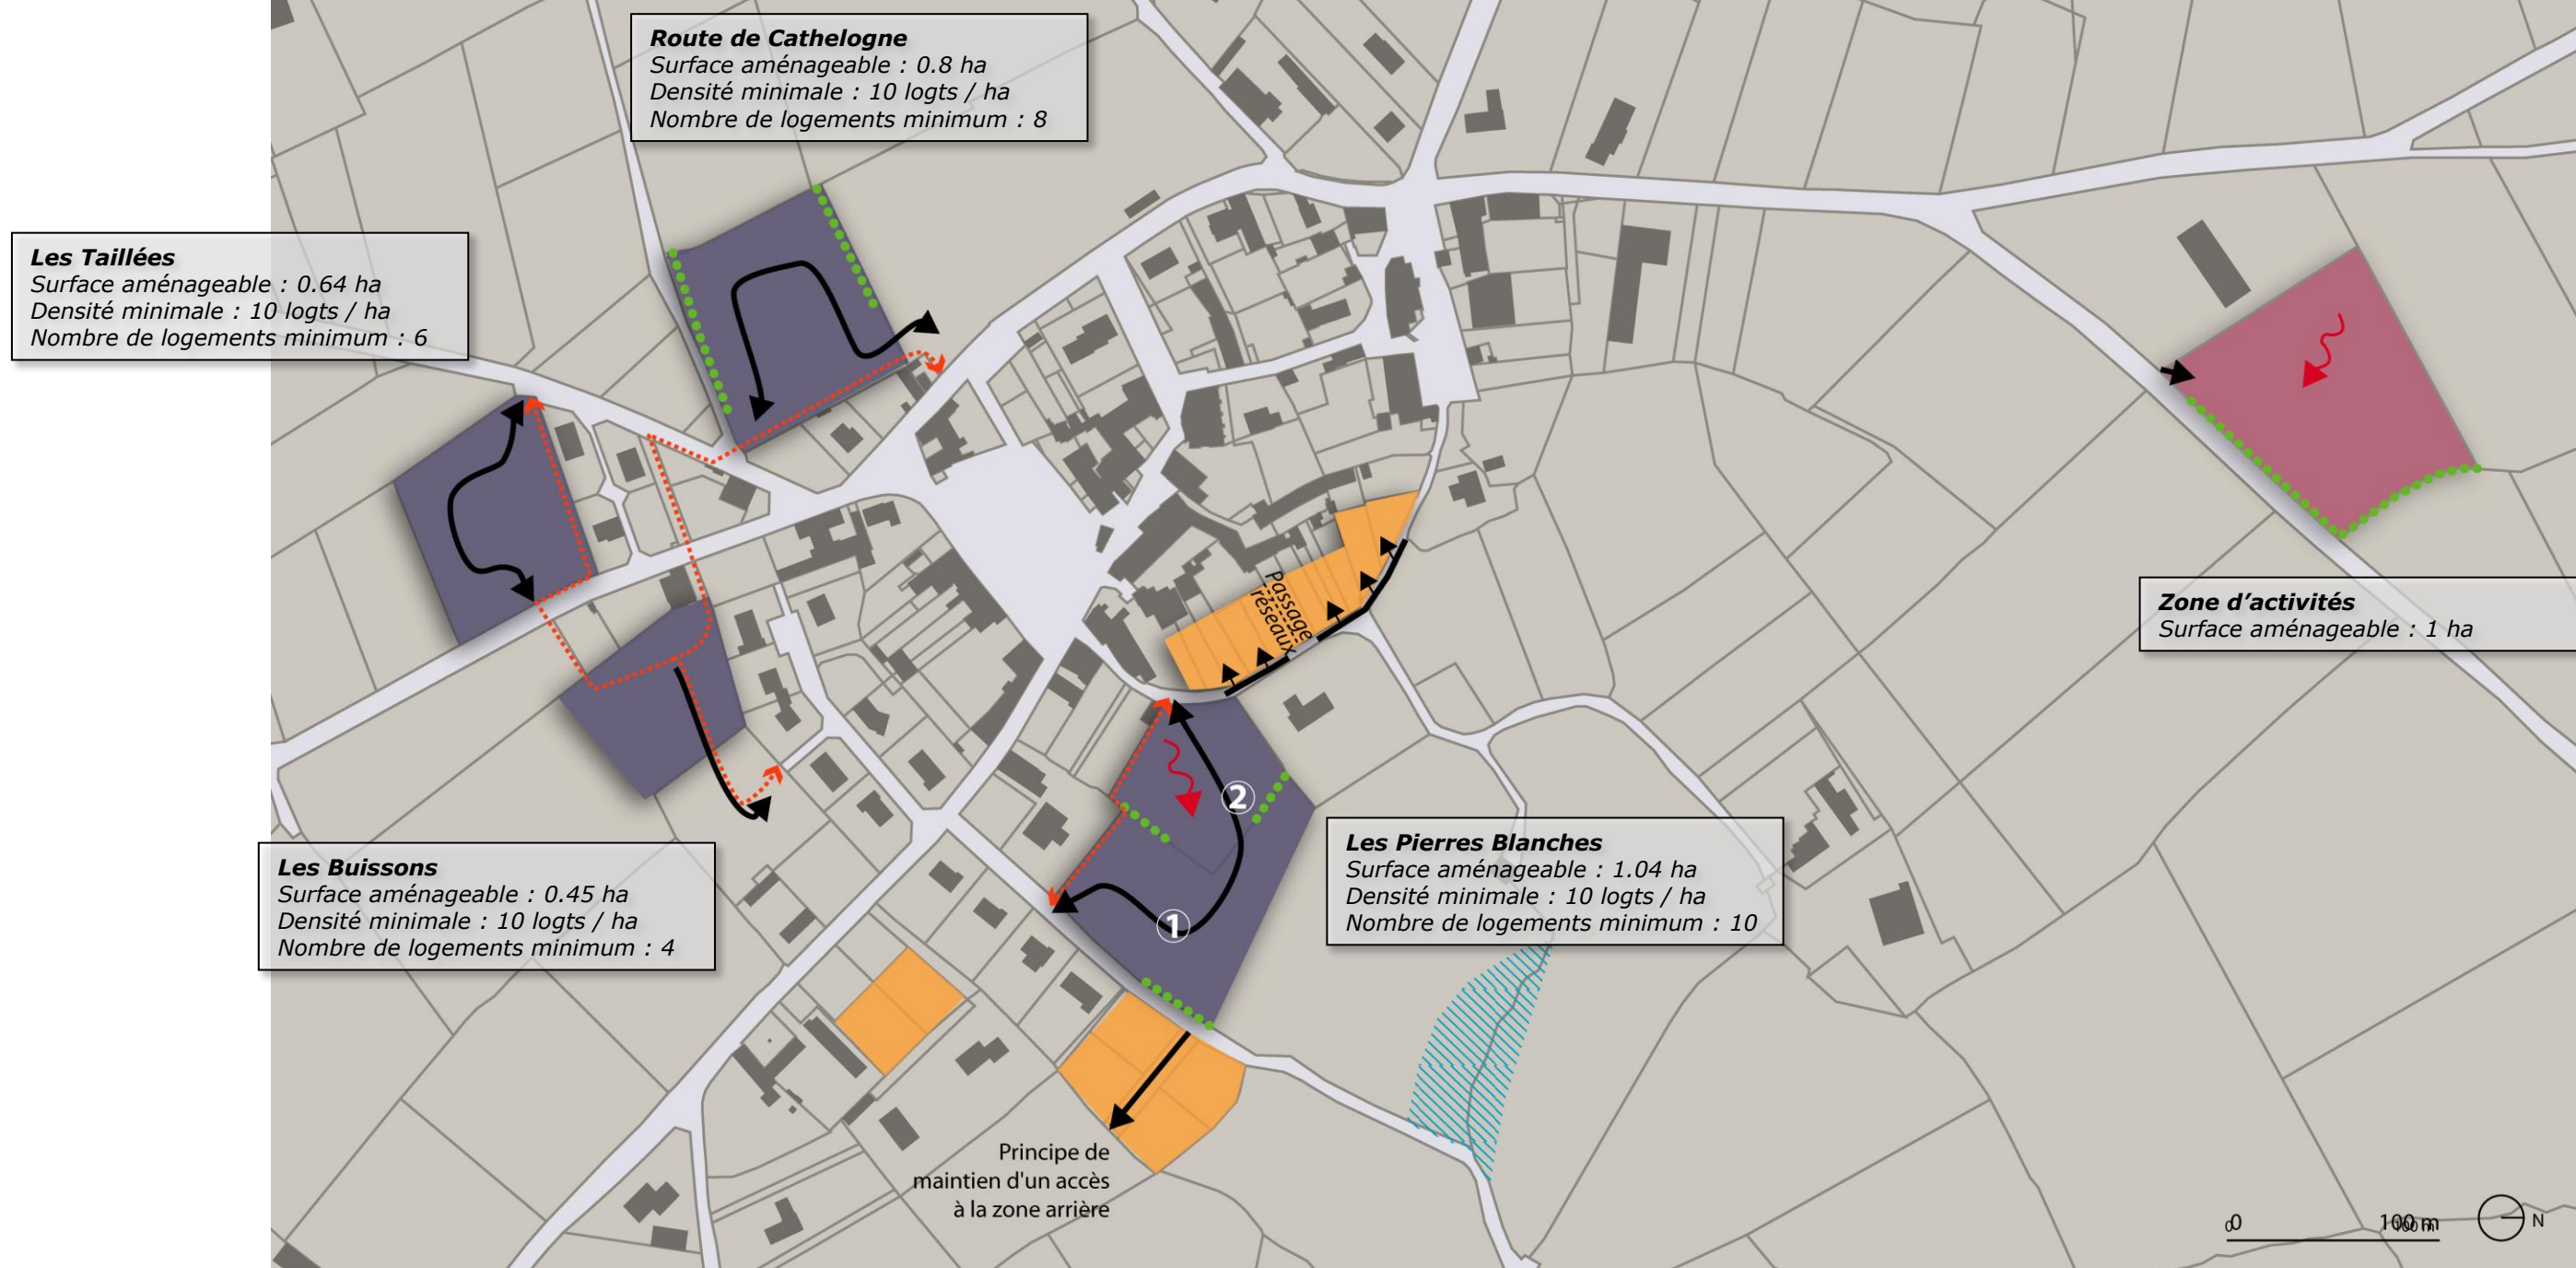 Route de Cathelogne
Surface aménageable : 0.8 ha
Densité minimale : 10 logts / ha
Nombre de logements minimum : 8
Les Taillées
Surface aménageable : 0.64 ha
Densité minimale : 10 logts / ha
Nombre de logements minimum : 6
Passage
réseaux
Zone d’activités
Surface aménageable : 1 ha
2
Les Pierres Blanches
Surface aménageable : 1.04 ha
Densité minimale : 10 logts / ha
Nombre de logements minimum : 10
Les Buissons
Surface aménageable : 0.45 ha
Densité minimale : 10 logts / ha
Nombre de logements minimum : 4
1
Principe de
maintien d'un accès
à la zone arrière
0 100 m
N